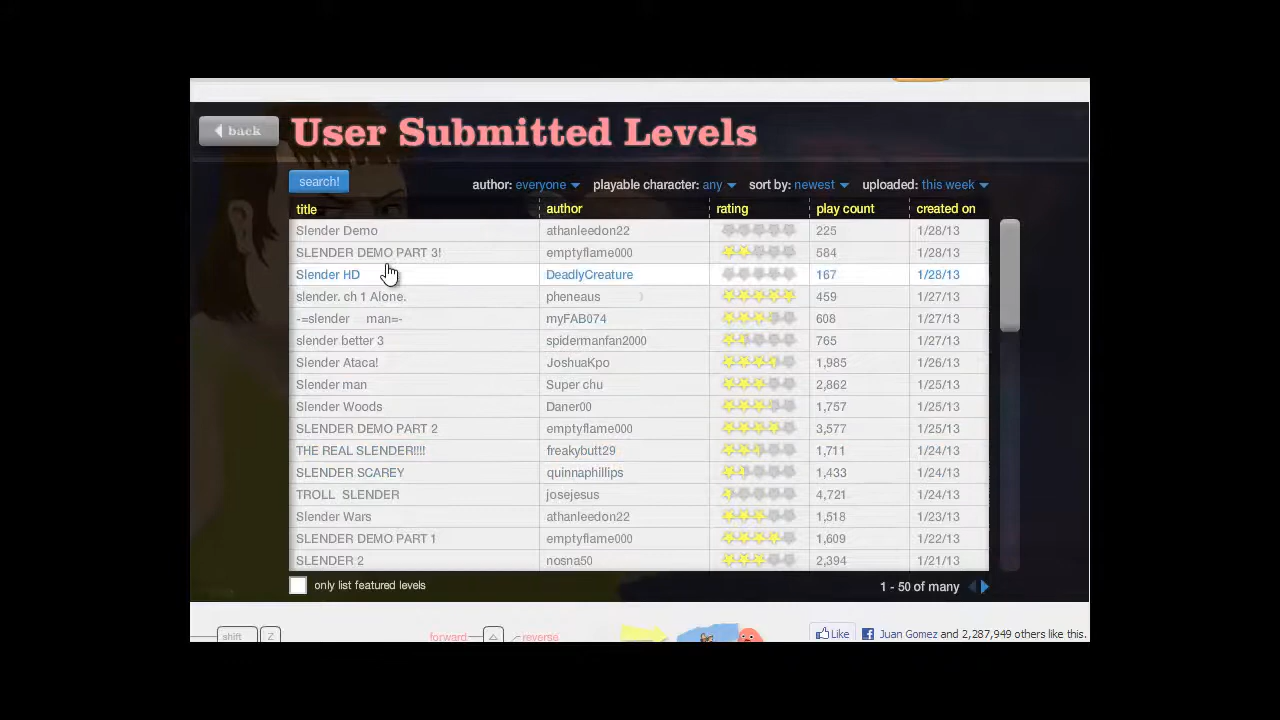 back
User Submitted Levels
search!
author: everyone playable character: any sort by: newest uploaded: this week
title author rating play count created on
Slender Demo athanleedon22 225 1/28/13
SLENDER DEMO PART 3! emptyflame000 584 1/28/13
Slender HD DeadlyCreature 167 1/28/13
slender. ch 1 Alone. pheneaus 459 1/27/13
-=slender man=- myFAB074 608 1/27/13
slender better 3 spidermanfan2000 765 1/27/13
Slender Ataca! JoshuaKpo 1,985 1/26/13
Slender man Super chu 2,862 1/25/13
Slender Woods Daner00 1,757 1/25/13
SLENDER DEMO PART 2 emptyflame000 3,577 1/25/13
THE REAL SLENDER!!!! freakybutt29 1,711 1/24/13
SLENDER SCAREY quinnaphillips 1,433 1/24/13
TROLL SLENDER josejesus 4,721 1/24/13
Slender Wars athanleedon22 1,518 1/23/13
SLENDER DEMO PART 1 emptyflame000 1,609 1/22/13
SLENDER 2 nosna50 2,394 1/21/13
only list featured levels 1 - 50 of many
shift Z forward reverse Like Juan Gomez and 2,287,949 others like this.